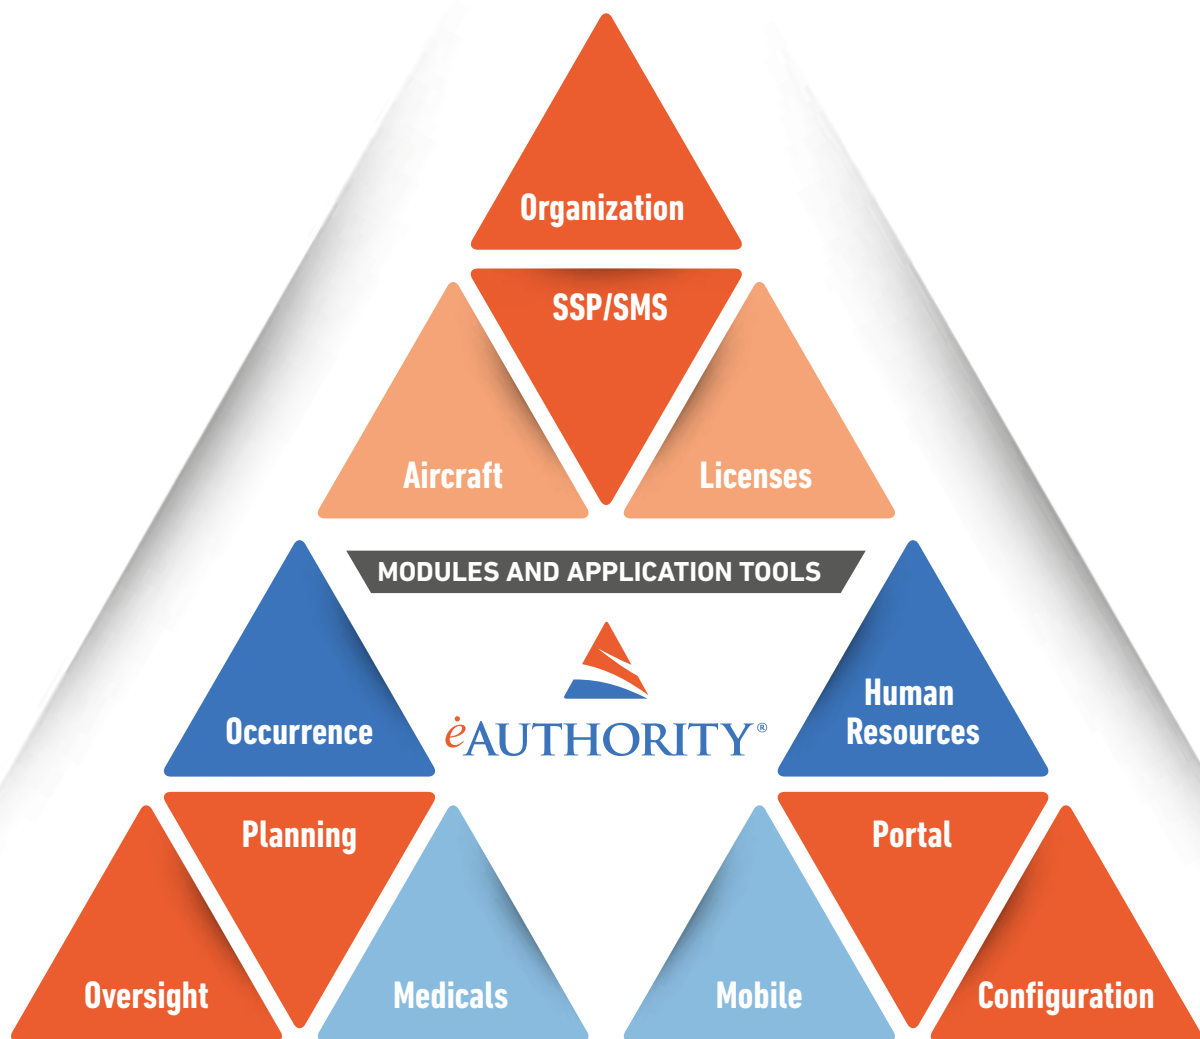 Organization
SSP/SMS
Aircraft
Licenses
MODULES AND APPLICATION TOOLS
Occurrence
ėAUTHORITY®
Human
Resources
Planning
Portal
Oversight
Medicals
Mobile
Configuration